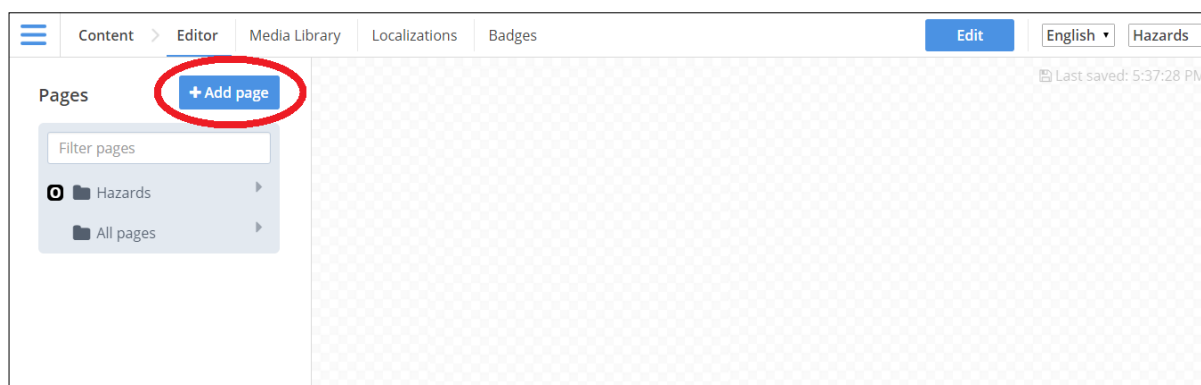 Content > Editor Media Library Localizations Badges Edit English Hazards
Last saved: 5:37:28 PM
Pages + Add page
Filter pages
O Hazards
All pages